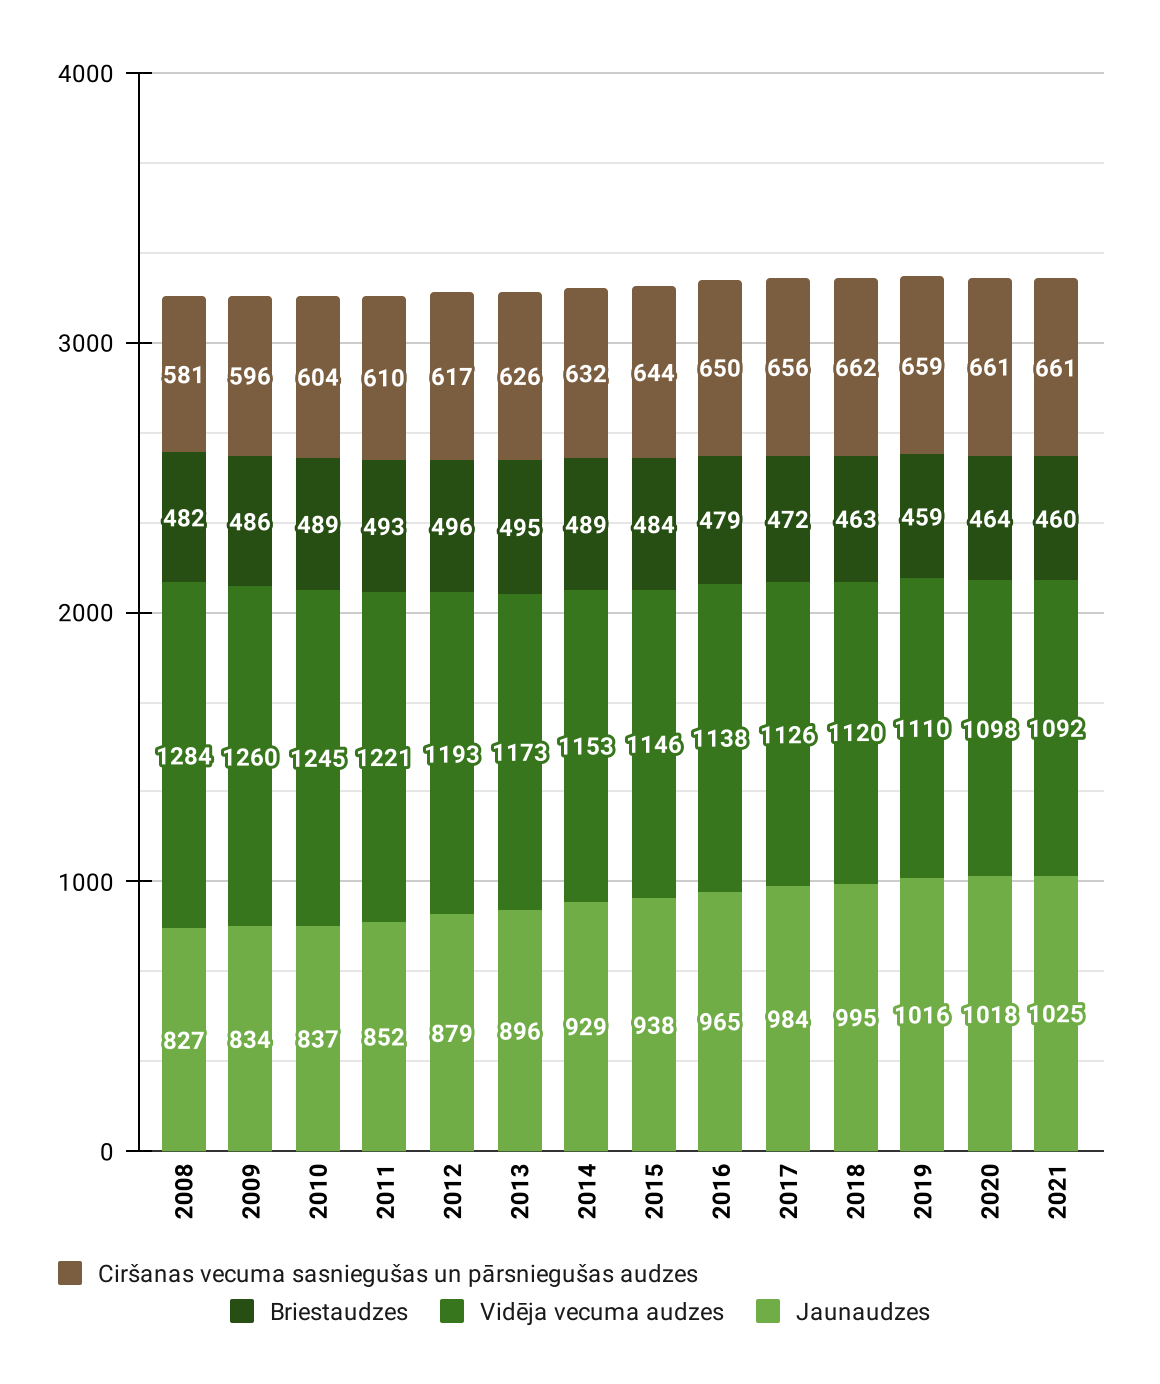 4000
3000
2000
1000
0
581 596 604 610 617 626 632 644 650 656 662 659 661 661
482 486 489 493 496 495 489 484 479 472 463 459 464 460
1284 1260 1245 1221 1193 1173 1153 1146 1138 1126 1120 1110 1098 1092
827 834 837 852 879 896 929 938 965 984 995 1016 1018 1025
2008 2009 2010 2011 2012 2013 2014 2015 2016 2017 2018 2019 2020 2021
Ciršanas vecuma sasniegušas un pārsniegušas audzes
Briestaudzes Vidēja vecuma audzes Jaunaudzes